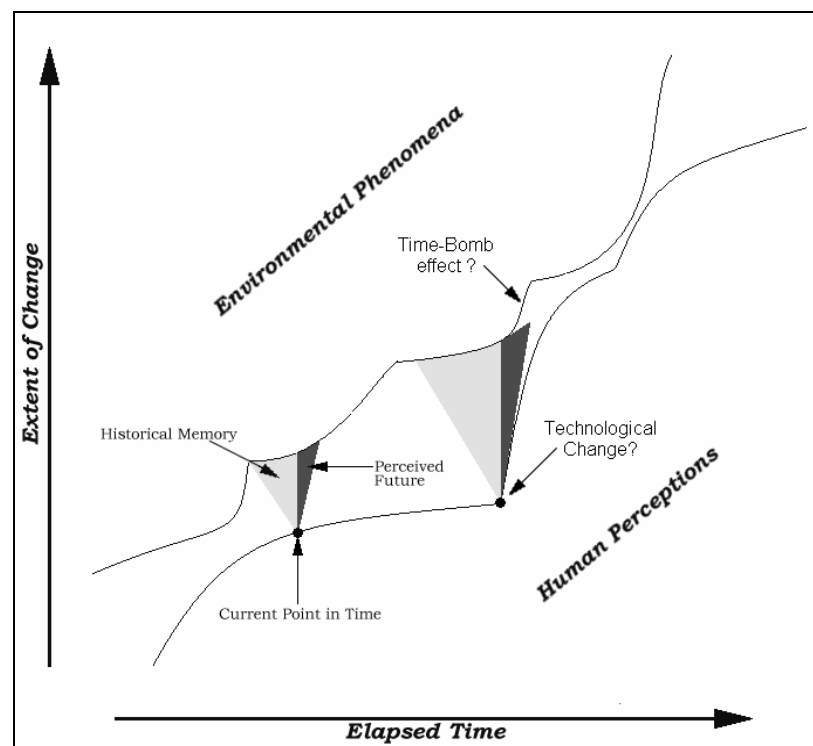 Environmental Phenomena
Time-Bomb
effect ?
Extent of Change
Historical Memory
Perceived
Future
Technological
Change?
Human Perceptions
Current Point in Time
Elapsed Time